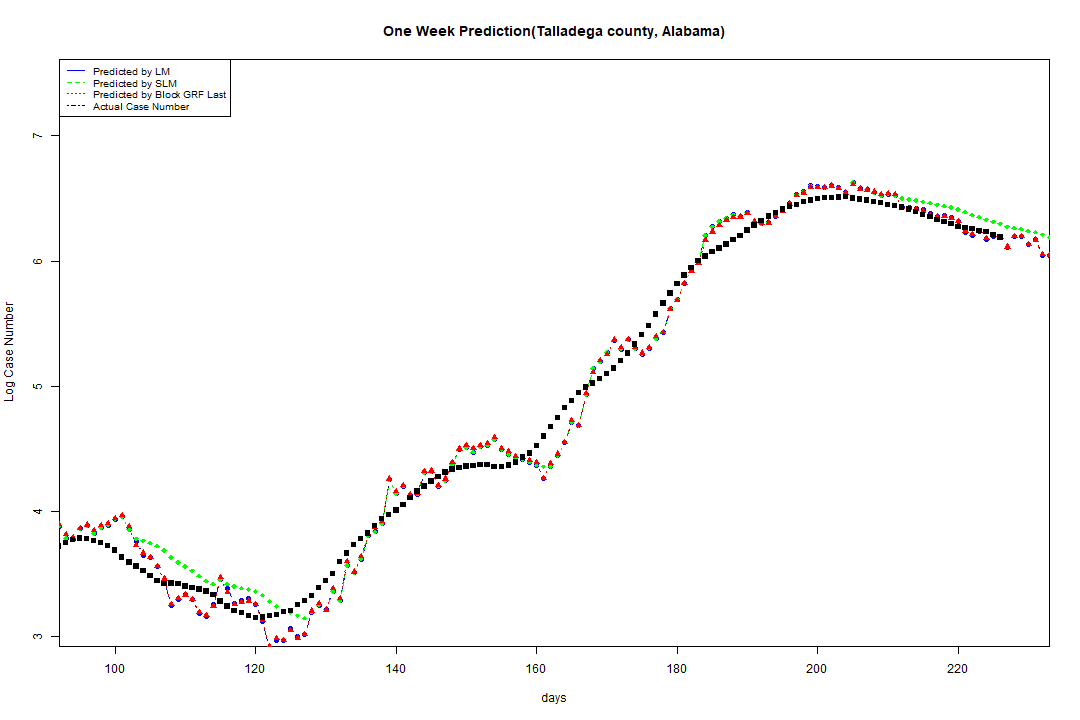 One Week Prediction(Talladega county, Alabama)
Predicted by LM
Predicted by SLM
Predicted by Block GRF Last
Actual Case Number
7
6
5
4
3
Log Case Number
100 120 140 160 180 200 220
days